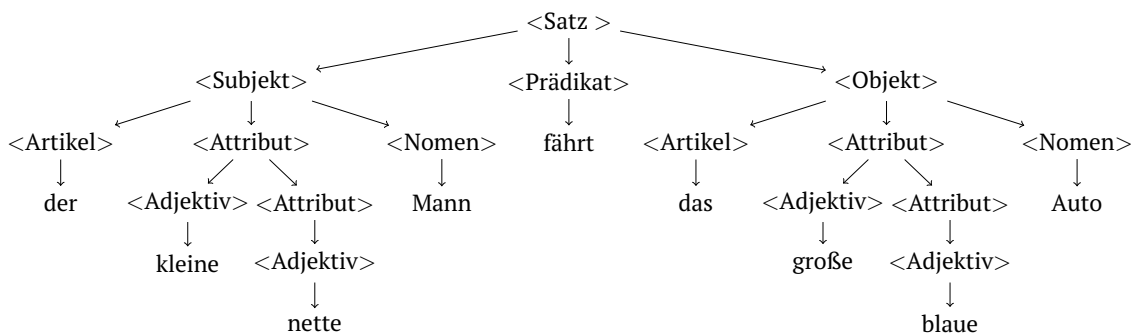 <Satz >
<Subjekt> <Prädikat> <Objekt>
<Artikel> <Attribut> <Nomen> fährt <Artikel> <Attribut> <Nomen>
der <Adjektiv> <Attribut> Mann das <Adjektiv> <Attribut> Auto
kleine <Adjektiv> große <Adjektiv>
nette blaue